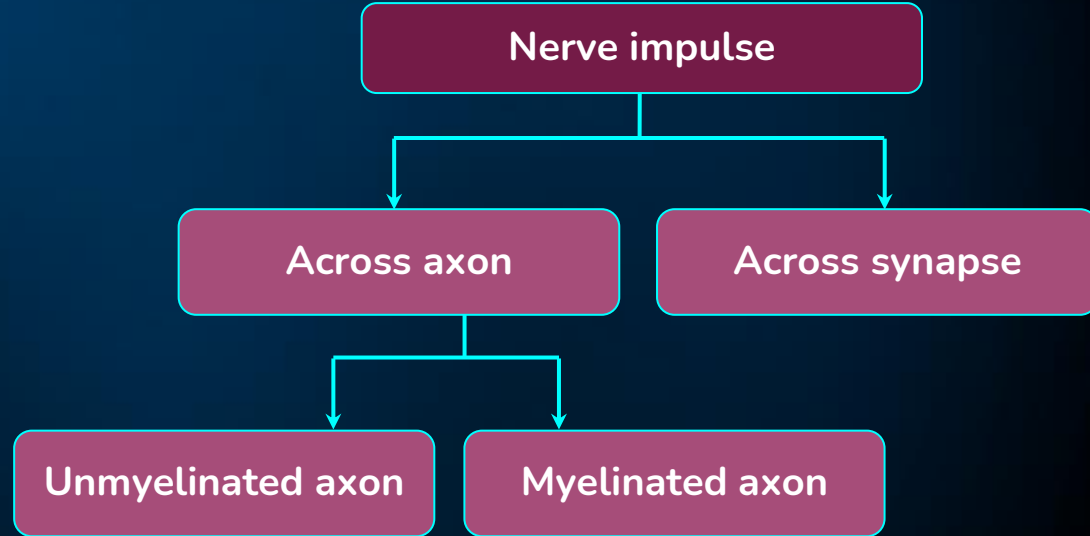 Nerve impulse
Across axon
Across synapse
Unmyelinated axon
Myelinated axon